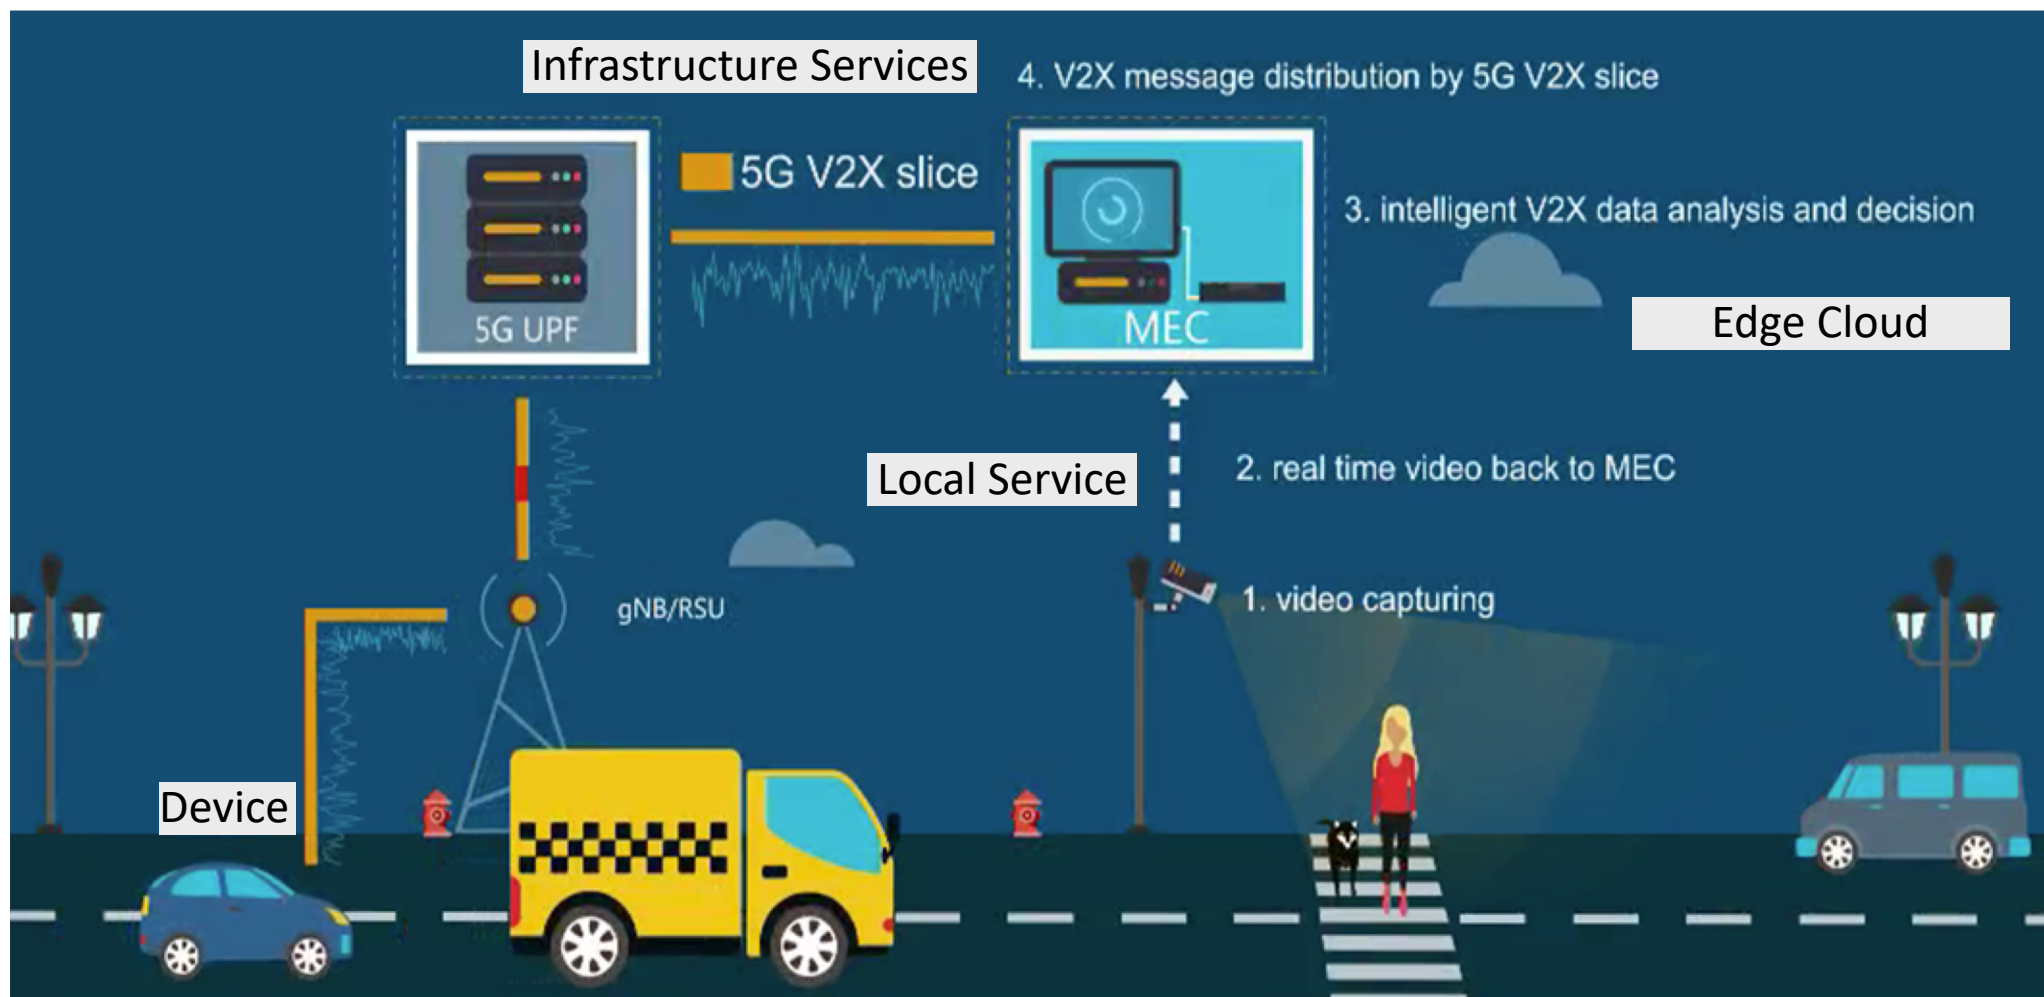 Infrastructure Services
4. V2X message distribution by 5G V2X slice
5G V2X slice
3. intelligent V2X data analysis and decision
5G UPF
MEC
Edge Cloud
Local Service
2. real time video back to MEC
gNB/RSU
1. video capturing
Device